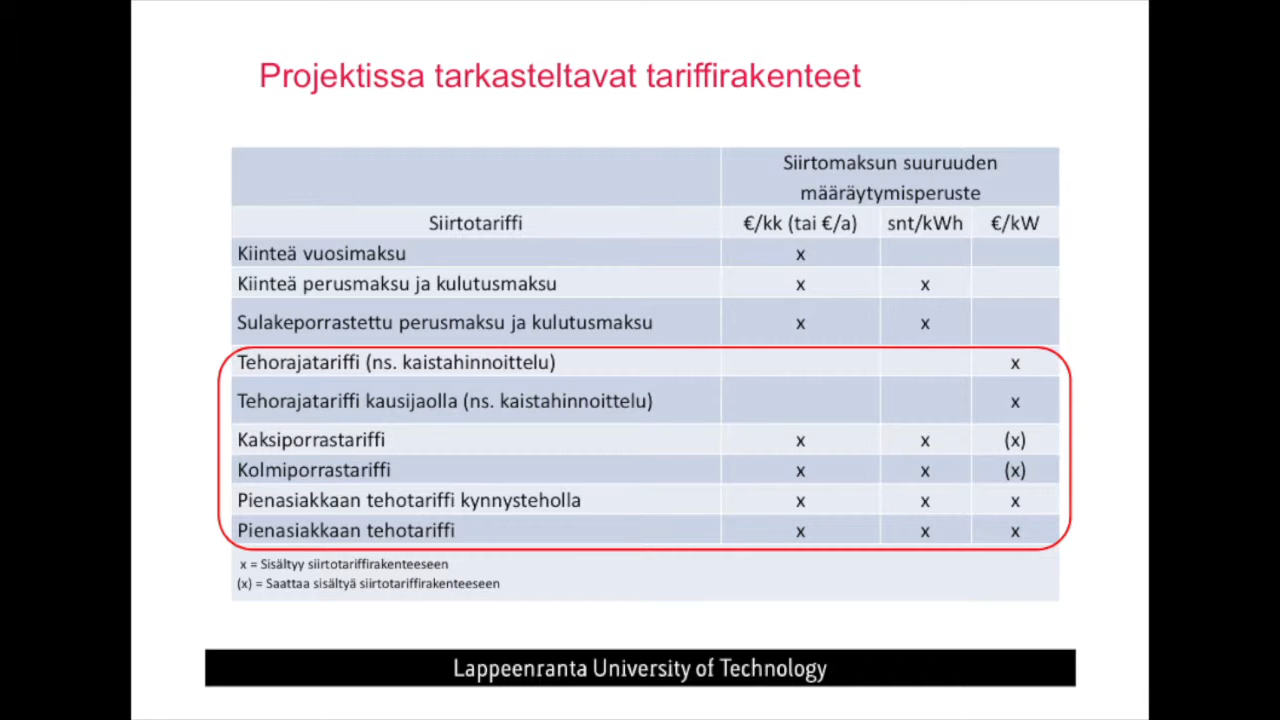 Projektissa tarkasteltavat tariffirakenteet
Siirtomaksun suuruuden
määräytymisperuste
Siirtotariffi €/kk (tai €/a) snt/kWh €/kW
Kiinteä vuosimaksu x
Kiinteä perusmaksu ja kulutusmaksu x x
Sulakeporrastettu perusmaksu ja kulutusmaksu x x
Tehorajatariffi (ns. kaistahinnoittelu) x
Tehorajatariffi kausijaolla (ns. kaistahinnoittelu) x
Kaksiporrastariffi x x (x)
Kolmiporrastariffi x x (x)
Pienasiakkaan tehotariffi kynnysteholla x x x
Pienasiakkaan tehotariffi x x x
x = Sisältyy siirtotariffirakenteeseen
(x) = Saattaa sisältyä siirtotariffirakenteeseen
Lappeenranta University of Technology